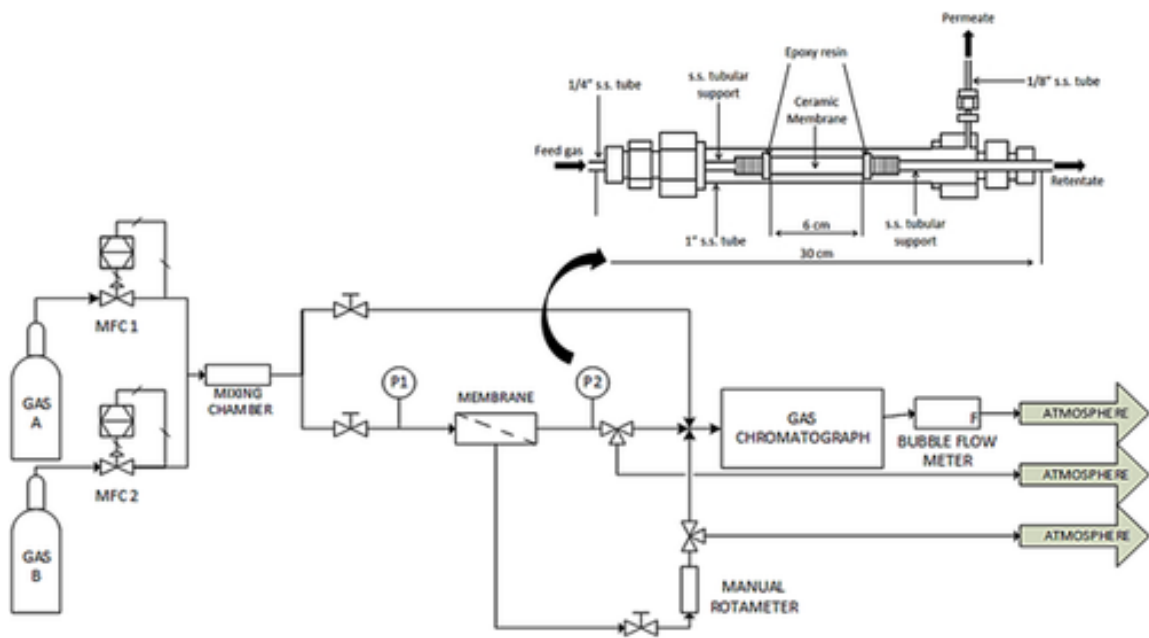 Permeate
Epoxy resin
1/4" s.s. tube
s.s. tubular
support
Ceramic
Membrane
1/8" s.s. tube
Feed gas
Retentate
6 cm
1" s.s. tube
s.s. tubular
support
30 cm
MFC 1
GAS
A
MIXING
CHAMBER
P1
P2
MEMBRANE
GAS
CHROMATOGRAPH
F
BUBBLE FLOW
METER
ATMOSPHERE
ATMOSPHERE
ATMOSPHERE
MFC 2
GAS
B
MANUAL
ROTAMETER